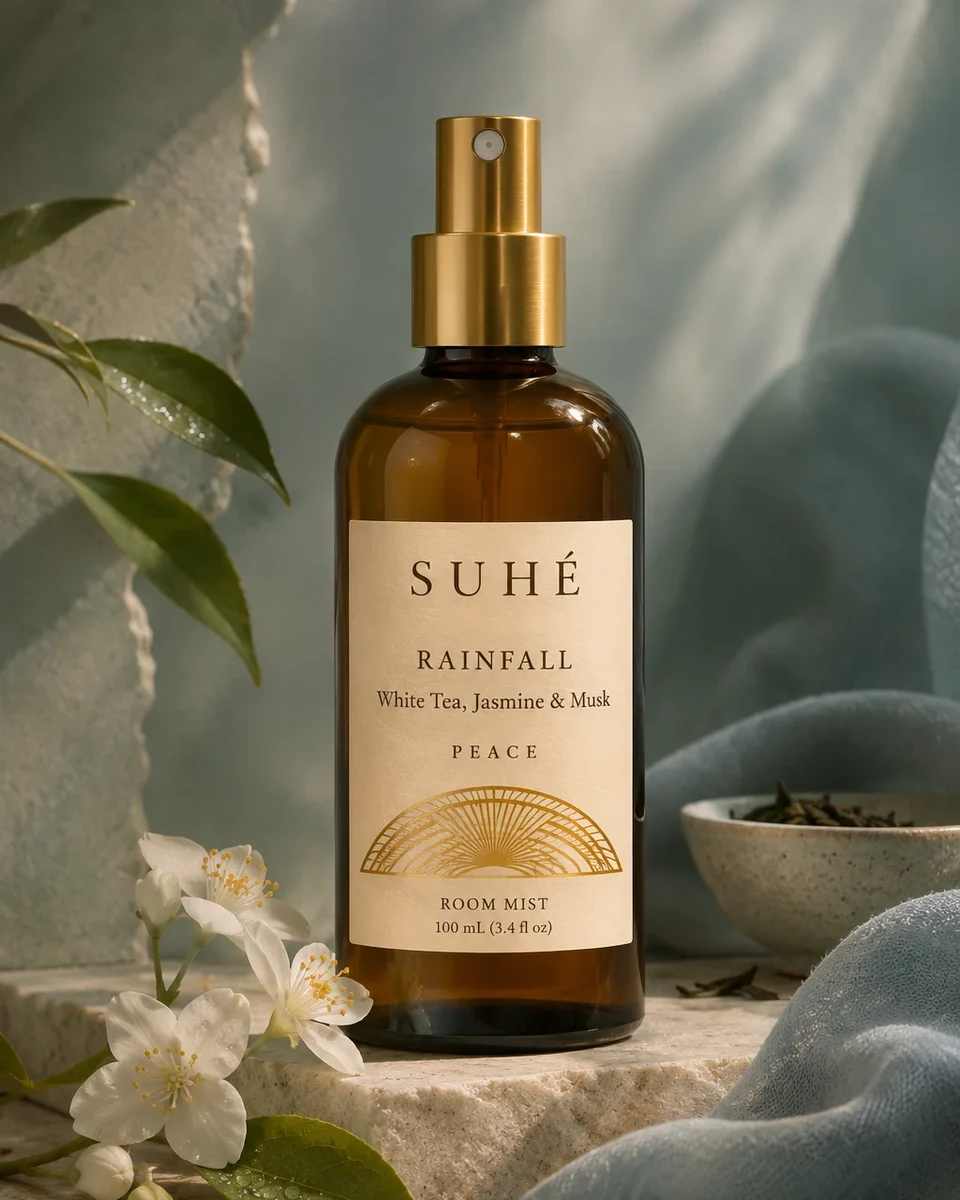 SUHÉ
RAINFALL
White Tea, Jasmine & Musk
PEACE
ROOM MIST
100 mL (3.4 fl oz)